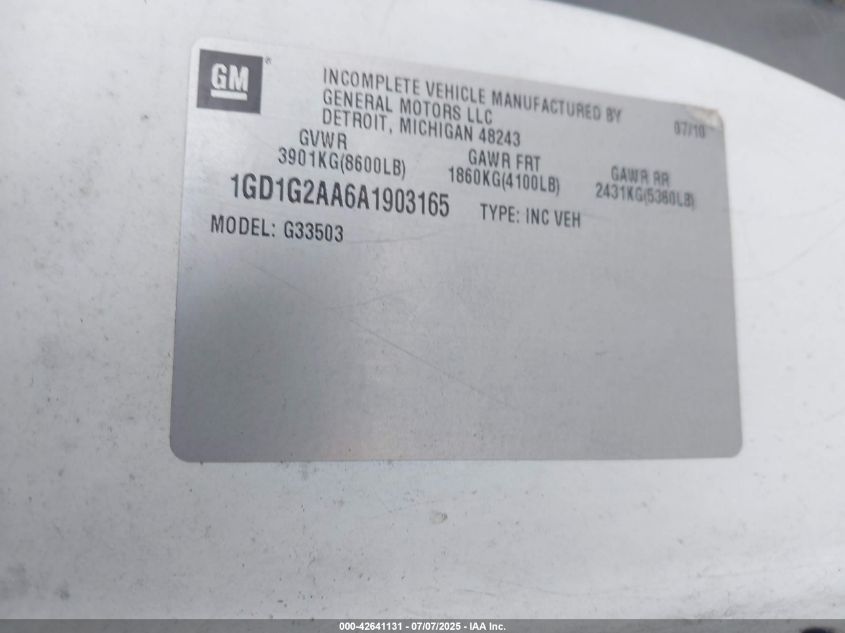 GM
INCOMPLETE VEHICLE MANUFACTURED BY
GENERAL MOTORS LLC
DETROIT, MICHIGAN 48243
07/10
GVWR
3901KG(8600LB)
GAWR FRT
1860KG(4100LB)
GAWR RR
2431KG(5360LB)
1GD1G2AA6A1903165
TYPE: INC VEH
MODEL: G33503
000-42641131 - 07/07/2025 - IAA Inc.